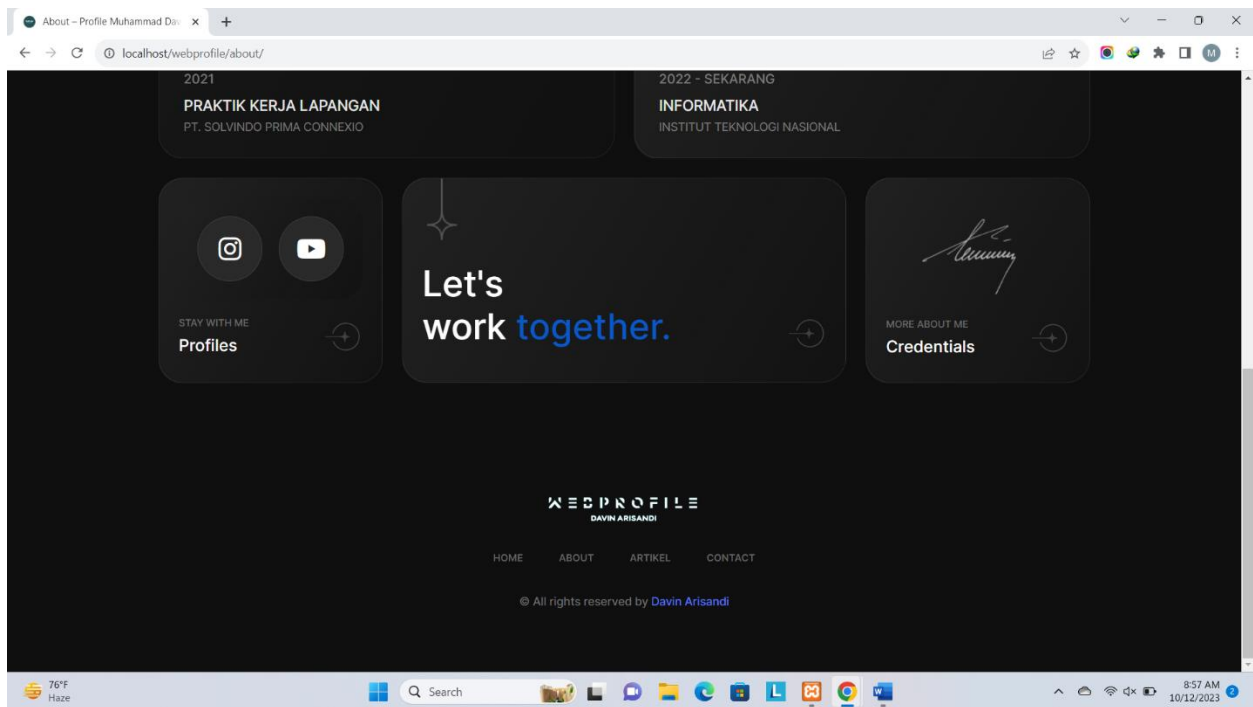 About – Profile Muhammad Dav
localhost/webprofile/about/
M
2021
PRAKTIK KERJA LAPANGAN
PT. SOLVINDO PRIMA CONNEXIO
2022 - SEKARANG
INFORMATIKA
INSTITUT TEKNOLOGI NASIONAL
STAY WITH ME
Profiles
Let's
work together.
MORE ABOUT ME
Credentials
WEBPROFILE
DAVIN ARISANDI
HOME ABOUT ARTIKEL CONTACT
© All rights reserved by Davin Arisandi
76°F
Haze
Search
L
W
8:57 AM
10/12/2023
2